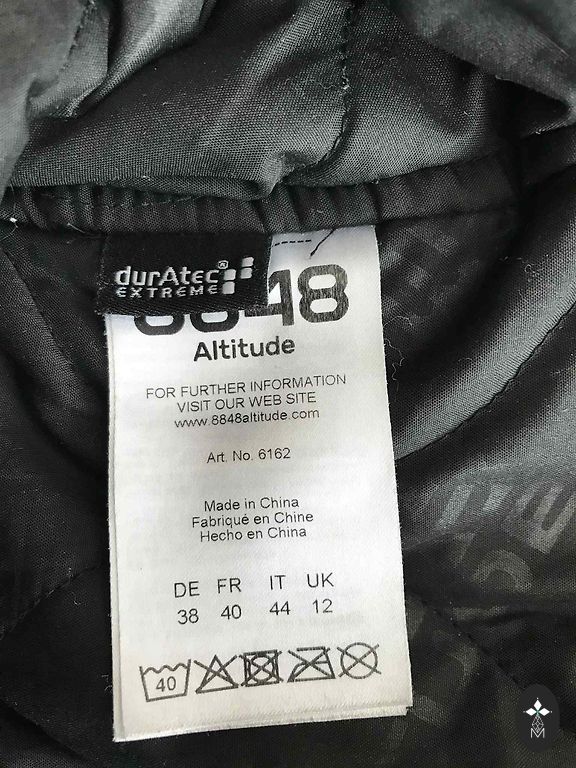 durAtec®
EXTREME
8848
Altitude
FOR FURTHER INFORMATION
VISIT OUR WEB SITE
www.8848altitude.com
Art. No. 6162
Made in China
Fabriqué en Chine
Hecho en China
DE FR IT UK
38 40 44 12
40
M